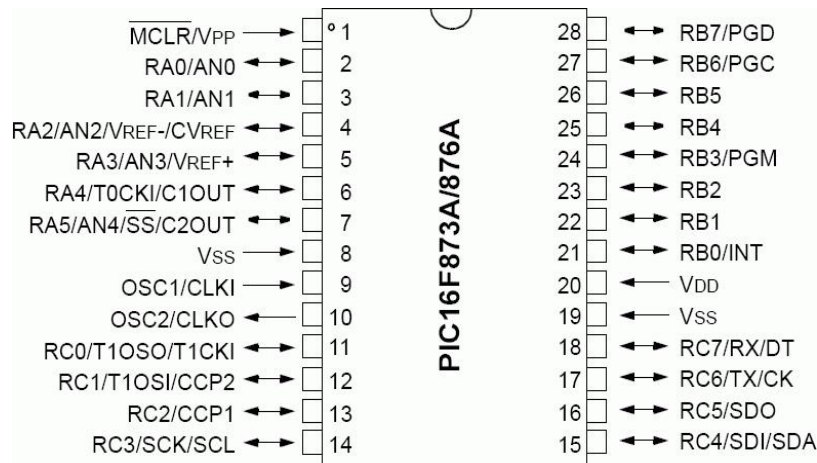 MCLR/VPP 1 28 RB7/PGD
RA0/AN0 2 27 RB6/PGC
RA1/AN1 3 26 RB5
RA2/AN2/VREF-/CVREF 4 25 RB4
RA3/AN3/VREF+ 5 24 RB3/PGM
RA4/T0CKI/C1OUT 6 23 RB2
RA5/AN4/SS/C2OUT 7 22 RB1
VSS 8 21 RB0/INT
OSC1/CLKI 9 20 VDD
OSC2/CLKO 10 19 VSS
RC0/T1OSO/T1CKI 11 18 RC7/RX/DT
RC1/T1OSI/CCP2 12 17 RC6/TX/CK
RC2/CCP1 13 16 RC5/SDO
RC3/SCK/SCL 14 15 RC4/SDI/SDA
PIC16F873A/876A